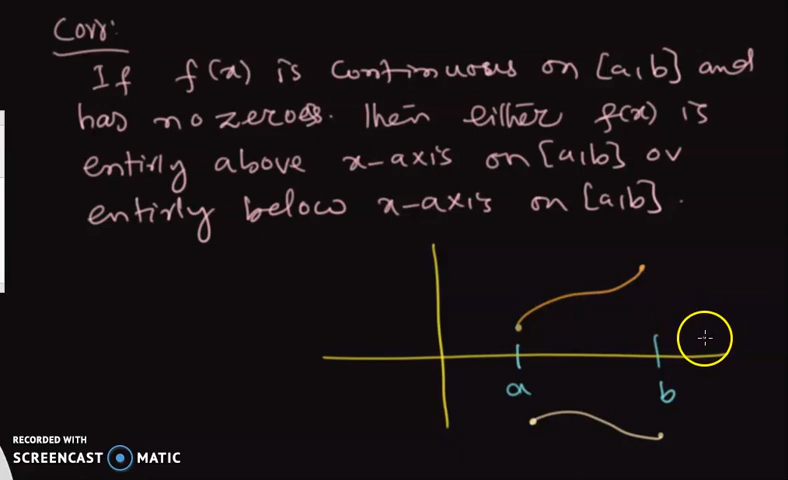 Corr:
If f(x) is continuous on [a,b] and
has no zeroes. Then either f(x) is
entirly above x-axis on [a,b] or
entirly below x-axis on [a,b].
a
b
RECORDED WITH
SCREENCAST MATIC